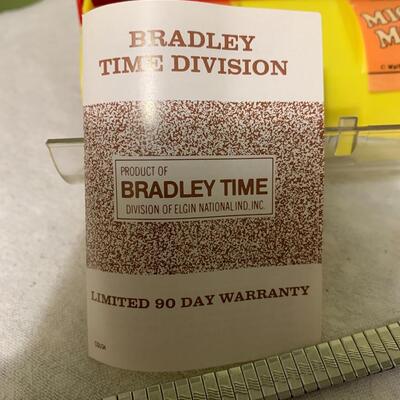 BRADLEY
TIME DIVISION
PRODUCT OF
BRADLEY TIME
DIVISION OF ELGIN NATIONAL IND. INC.
LIMITED 90 DAY WARRANTY